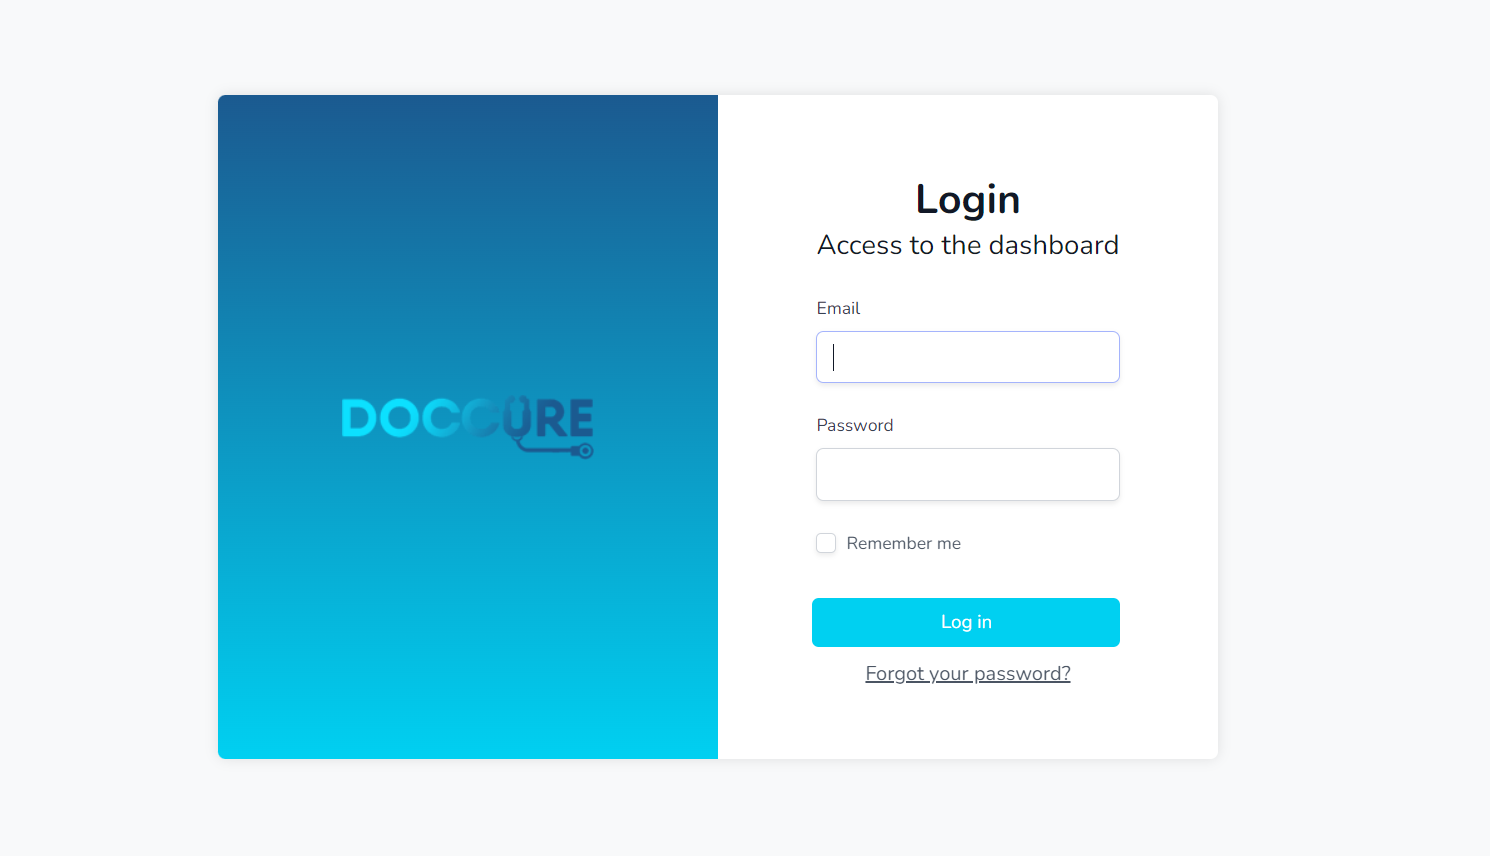 DOCCURE
Login
Access to the dashboard
Email
Password
Remember me
Log in
Forgot your password?